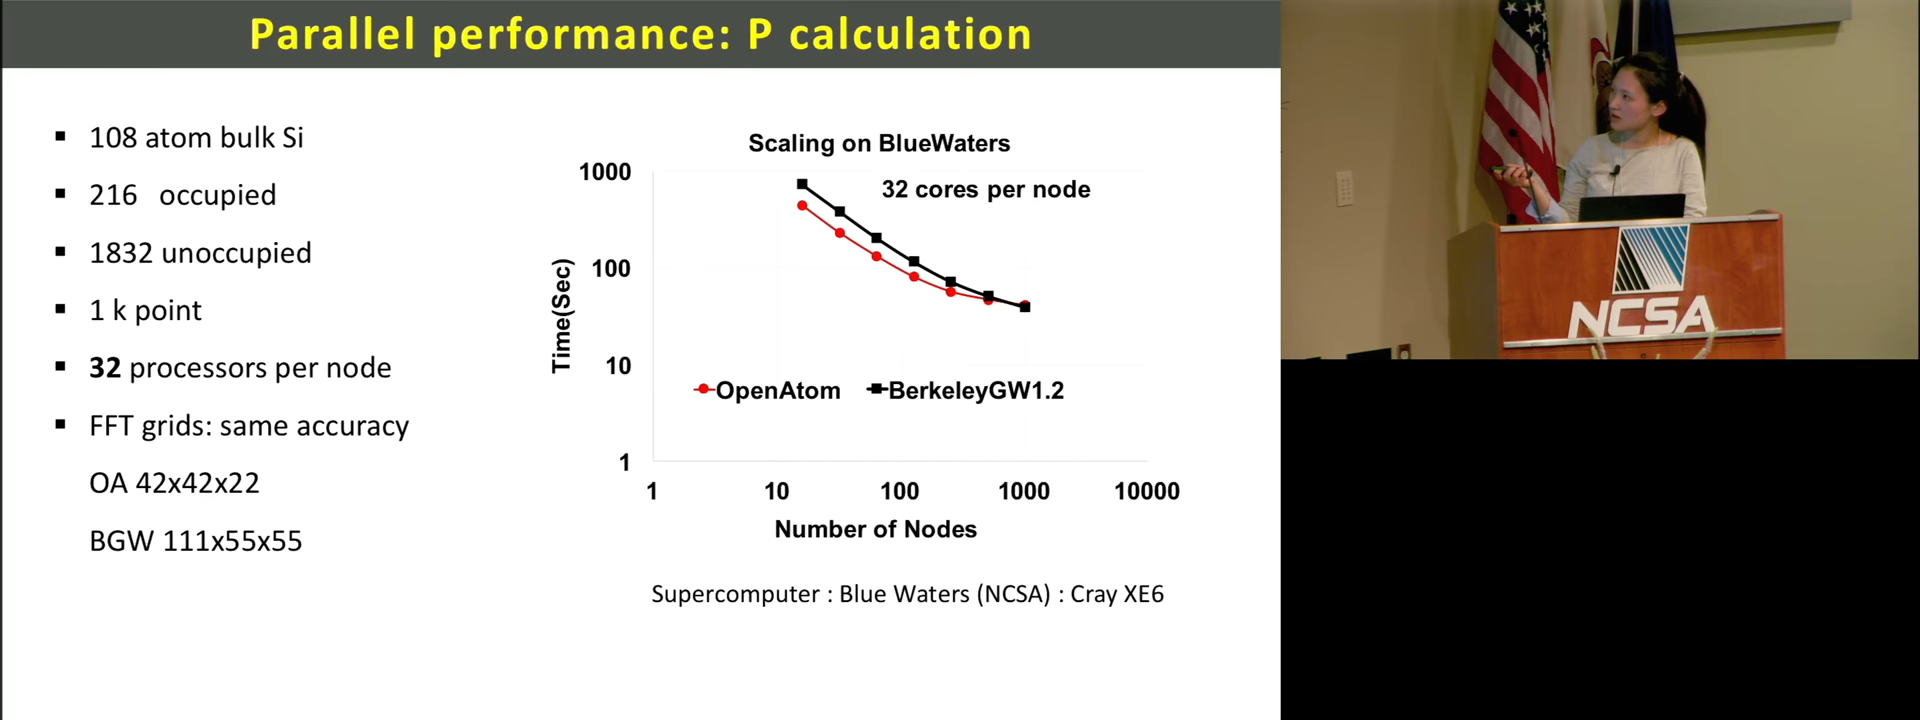 Parallel performance: P calculation
▪ 108 atom bulk Si
▪ 216 occupied
▪ 1832 unoccupied
▪ 1 k point
▪ 32 processors per node
▪ FFT grids: same accuracy
OA 42x42x22
BGW 111x55x55
Scaling on BlueWaters
32 cores per node
Time(Sec)
1000
100
10
1
OpenAtom
BerkeleyGW1.2
1 10 100 1000 10000
Number of Nodes
Supercomputer : Blue Waters (NCSA) : Cray XE6
NCSA